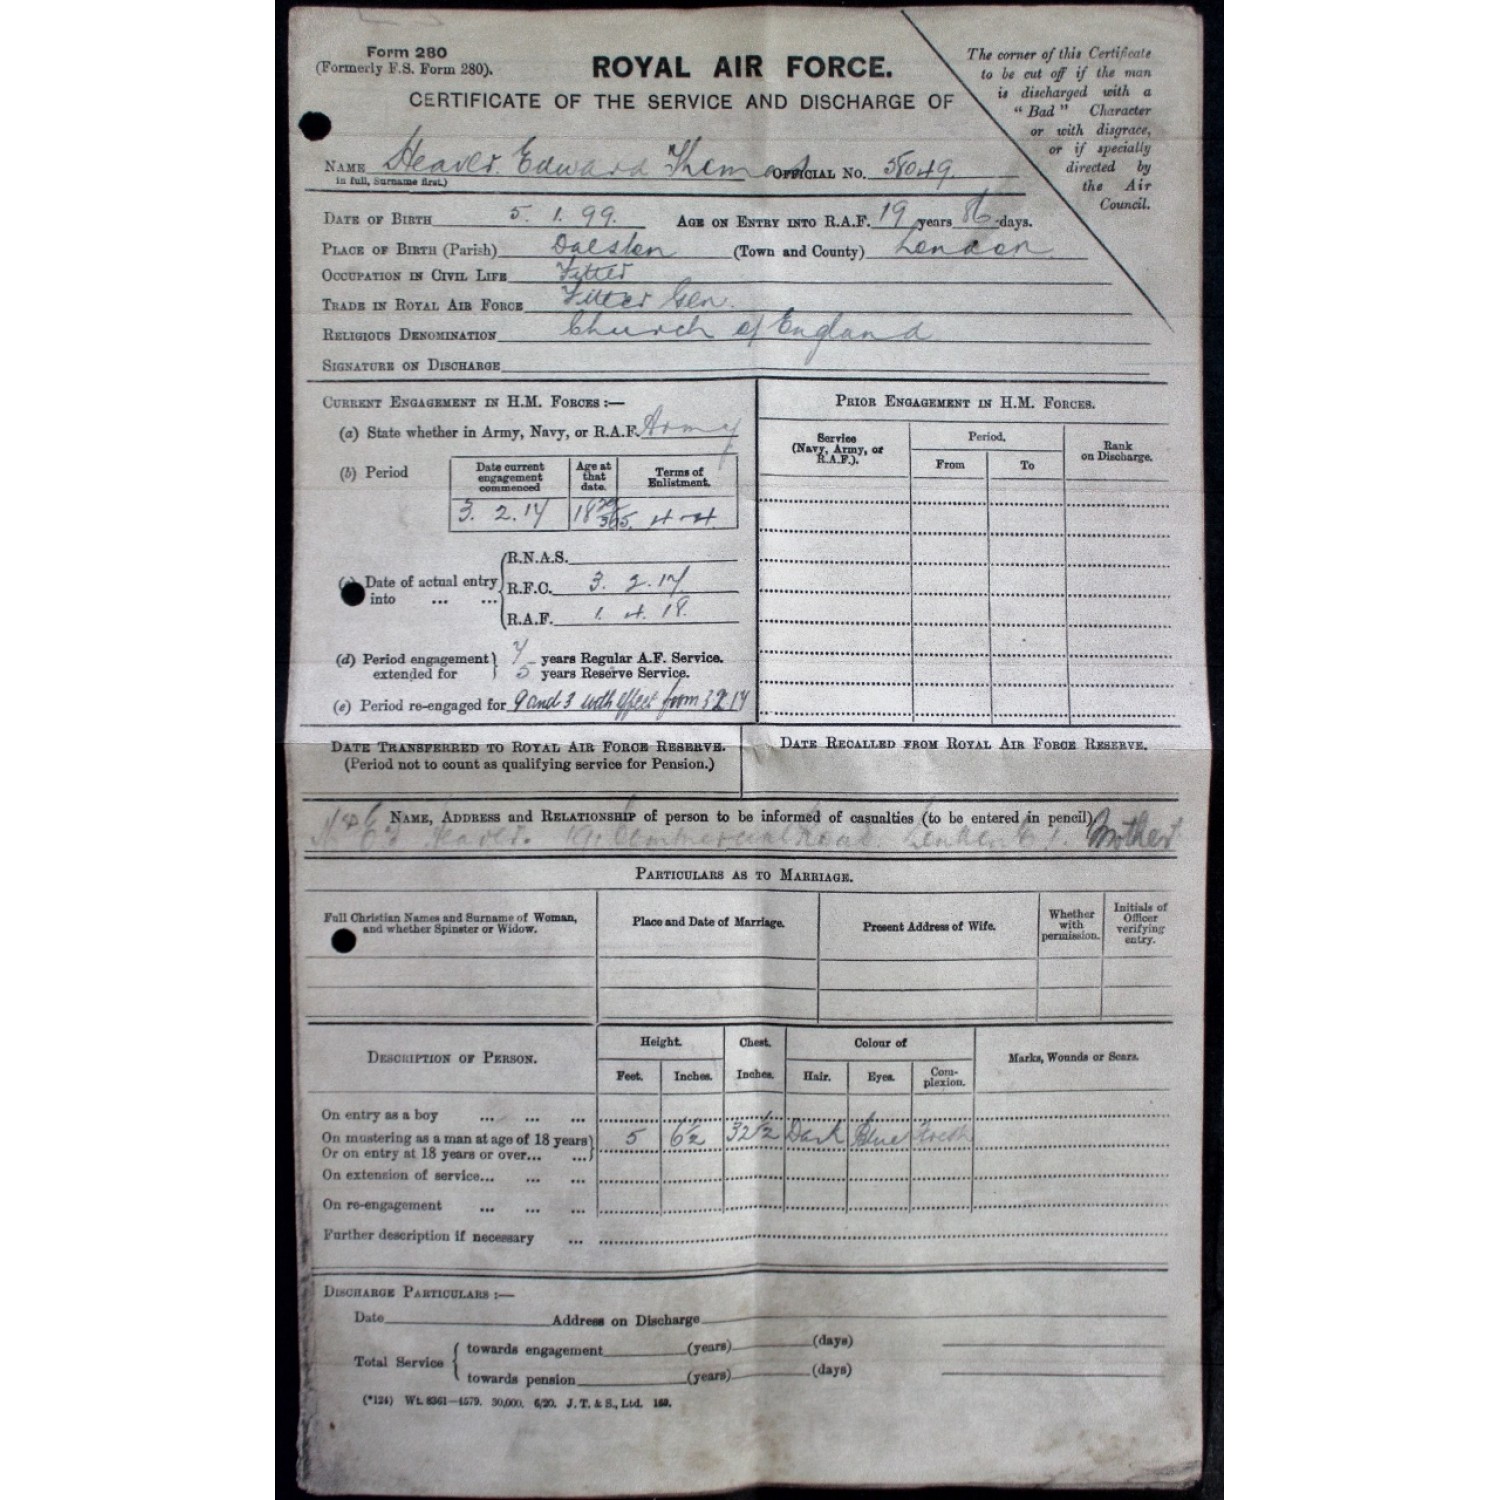 Form 280
(Formerly F.S. Form 280).
ROYAL AIR FORCE.
CERTIFICATE OF THE SERVICE AND DISCHARGE OF
The corner of this Certificate
to be cut off if the man
is discharged with a
"Bad" Character
or with disgrace,
or if specially
directed by
the Air
Council.
NAME Heaver. Edward Thomas OFFICIAL No. 58049.
in full, Surname first.)
DATE OF BIRTH 5. 1. 99. AGE ON ENTRY INTO R.A.F. 19 years 86 days.
PLACE OF BIRTH (Parish) Dalston (Town and County) London
OCCUPATION IN CIVIL LIFE Fitter
TRADE IN ROYAL AIR FORCE Fitter Gen.
RELIGIOUS DENOMINATION Church of England
SIGNATURE ON DISCHARGE
CURRENT ENGAGEMENT IN H.M. FORCES :—
(a) State whether in Army, Navy, or R.A.F. Army
(b) Period
Date current engagement commenced
Age at that date.
Terms of Enlistment.
3. 2. 17 18 29/365. 4-4.
(c) Date of actual entry into ... ...
R.N.A.S.
R.F.C. 3. 2. 17
R.A.F. 1. 4. 18.
(d) Period engagement extended for
7 years Regular A.F. Service.
5 years Reserve Service.
(e) Period re-engaged for 9 and 3 with effect from 3 2 17
PRIOR ENGAGEMENT IN H.M. FORCES.
Service (Navy, Army, or R.A.F.).
Period.
From To
Rank on Discharge.
DATE TRANSFERRED TO ROYAL AIR FORCE RESERVE.
(Period not to count as qualifying service for Pension.)
DATE RECALLED FROM ROYAL AIR FORCE RESERVE.
NAME, ADDRESS and RELATIONSHIP of person to be informed of casualties (to be entered in pencil)
Heaver. Commercial Road. London E.1. Mother
PARTICULARS AS TO MARRIAGE.
Full Christian Names and Surname of Woman, and whether Spinster or Widow.
Place and Date of Marriage.
Present Address of Wife.
Whether with permission.
Initials of Officer verifying entry.
DESCRIPTION OF PERSON.
Height. Chest. Colour of Marks, Wounds or Scars.
Feet. Inches. Inches. Hair. Eyes. Complexion.
On entry as a boy ... ... ...
On mustering as a man at age of 18 years
Or on entry at 18 years or over... ...
5 6½ 32½ Dark Blue Fresh
On extension of service... ... ...
On re-engagement ... ... ...
Further description if necessary ...
DISCHARGE PARTICULARS :—
Date Address on Discharge
Total Service
towards engagement (years) (days)
towards pension (years) (days)
(*124) Wt. 8361—4579. 30,000. 6/20. J. T. & S., Ltd. 169.